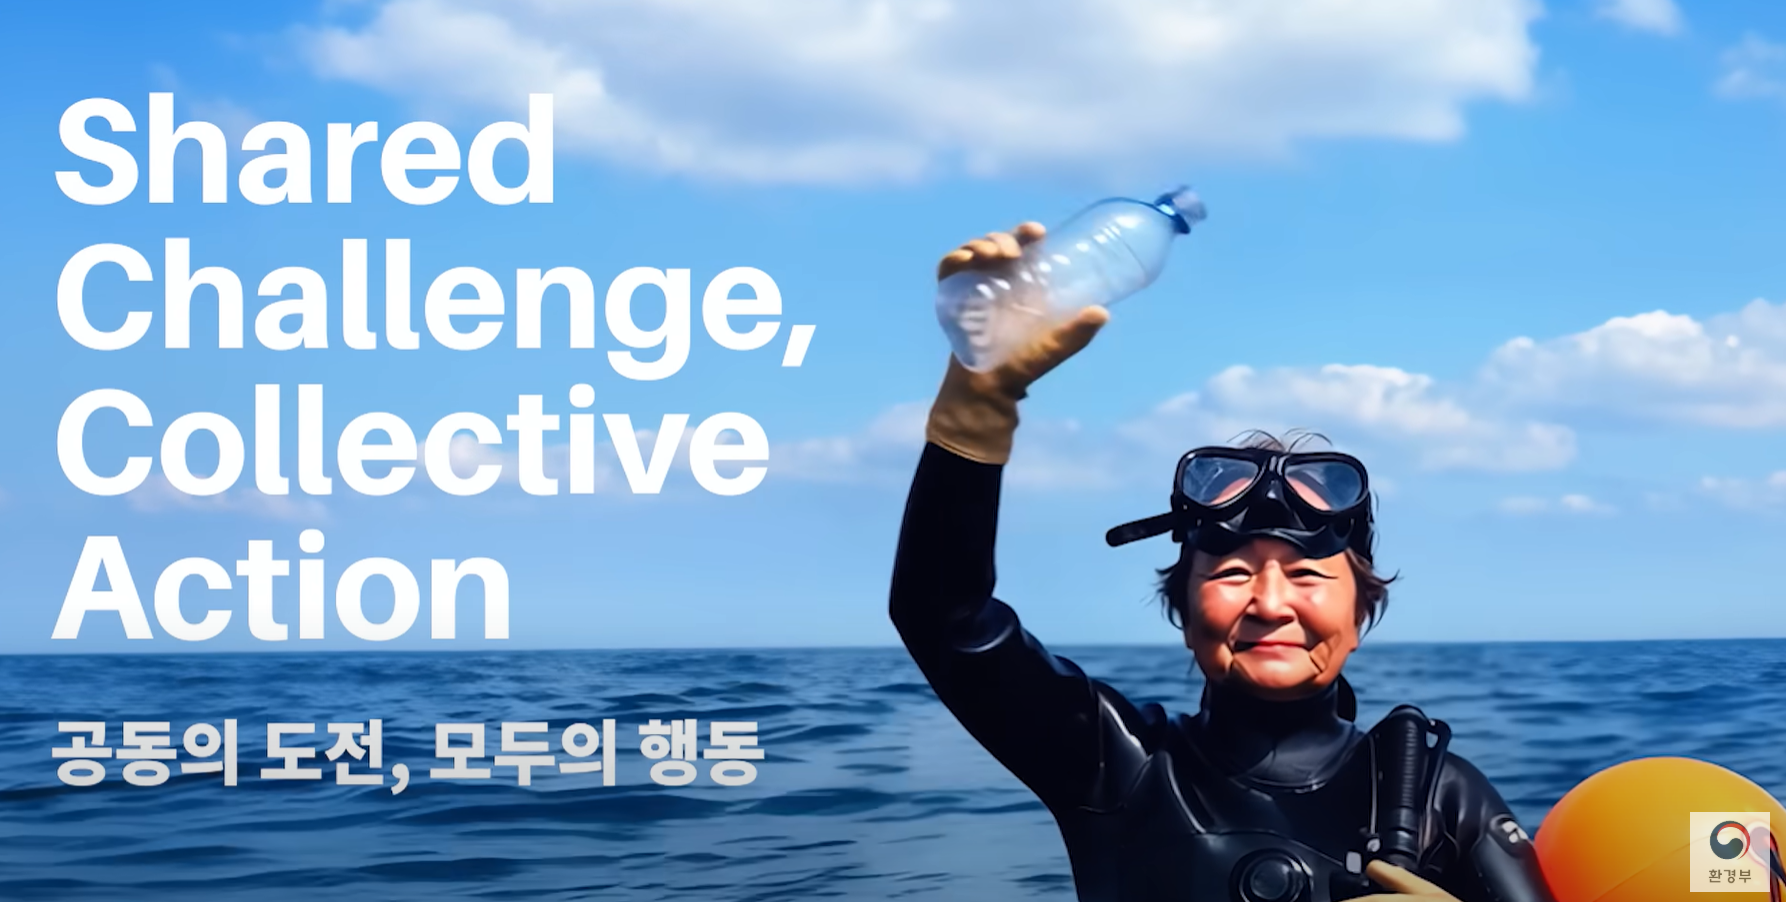 Shared
Challenge,
Collective
Action
공동의 도전, 모두의 행동
환경부